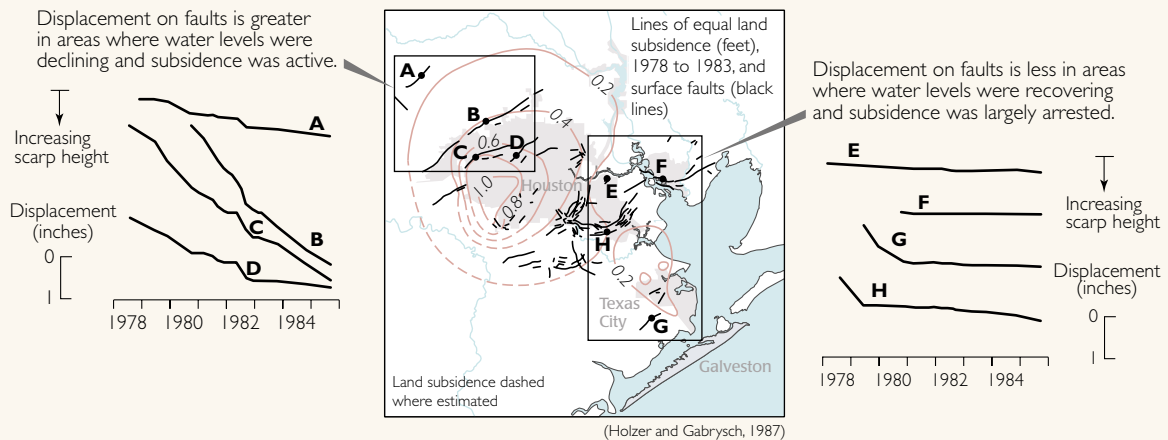 Displacement on faults is greater
in areas where water levels were
declining and subsidence was active.
Increasing
scarp height
Displacement
(inches)
0
1
A
B
C
D
1978 1980 1982 1984
Lines of equal land
subsidence (feet),
1978 to 1983, and
surface faults (black
lines)
A
B
C
D
E
F
H
G
0.2
0.4
0.6
1.0
0.8
0.2
Houston
Texas
City
Galveston
Land subsidence dashed
where estimated
(Holzer and Gabrysch, 1987)
Displacement on faults is less in areas
where water levels were recovering
and subsidence was largely arrested.
E
F
G
H
Increasing
scarp height
Displacement
(inches)
0
1
1978 1980 1982 1984